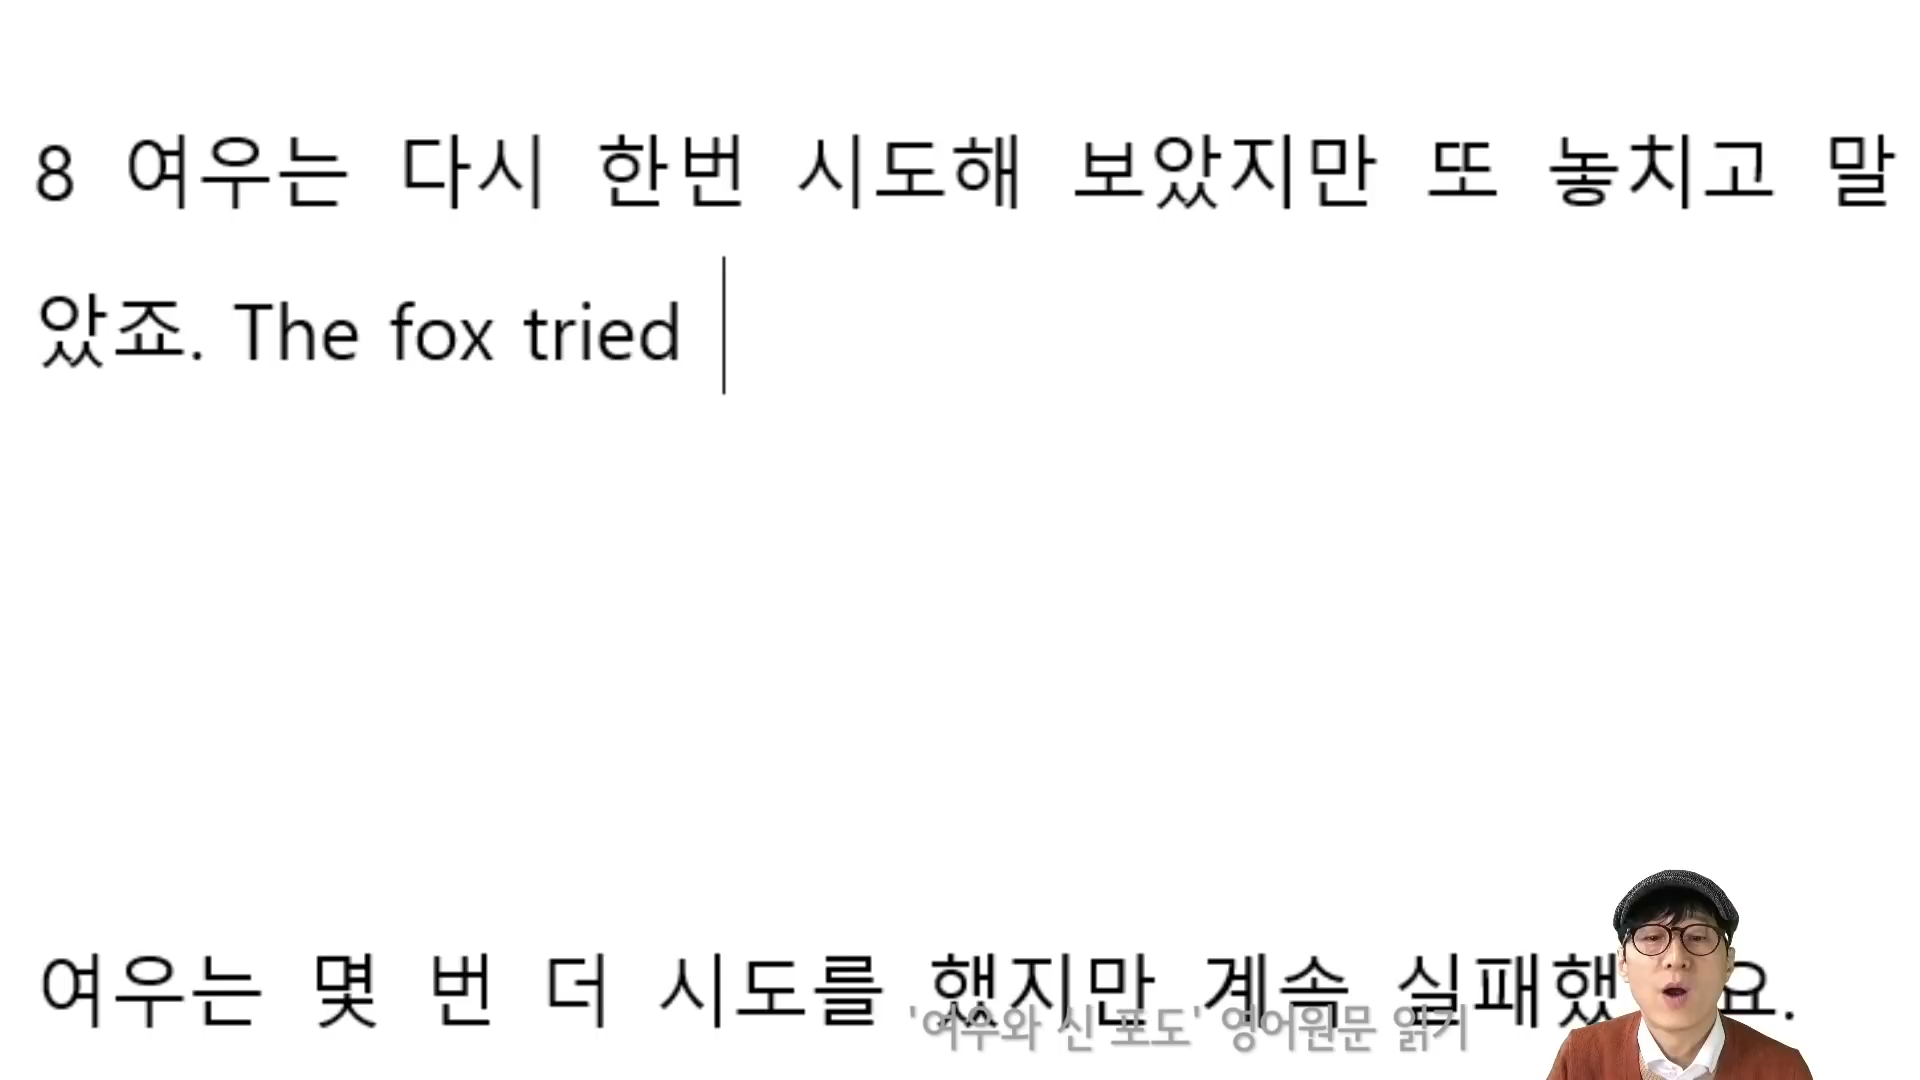 8 여우는 다시 한번 시도해 보았지만 또 놓치고 말
았죠. The fox tried
여우는 몇 번 더 시도를 했지만 계속 실패했 요.
'여우와 신 포도' 영어원문 읽기